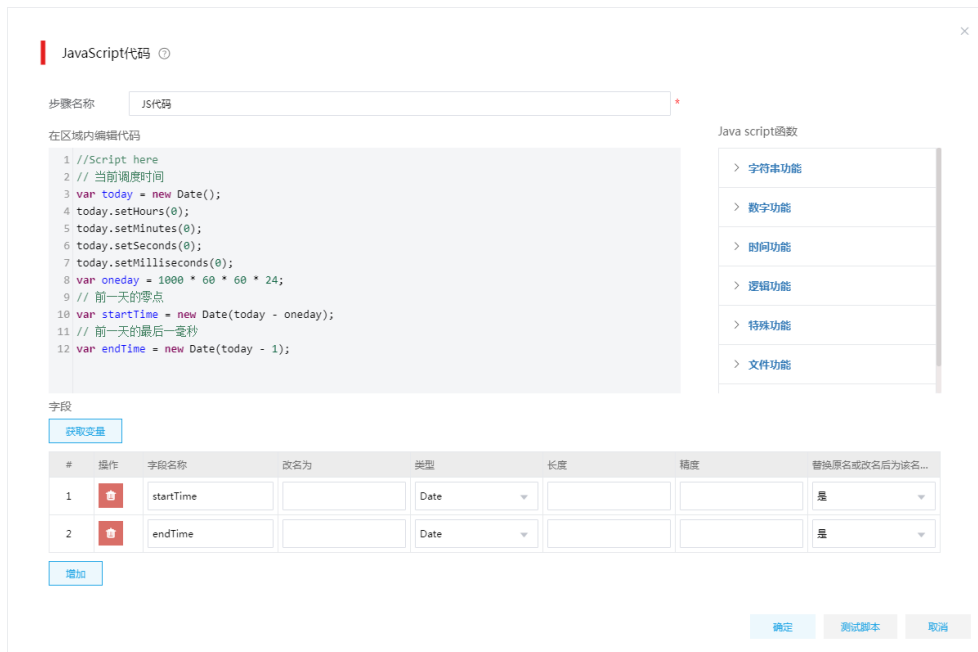 JavaScript代码
步骤名称 JS代码 *
在区域内编辑代码
1 //Script here
2 // 当前调度时间
3 var today = new Date();
4 today.setHours(0);
5 today.setMinutes(0);
6 today.setSeconds(0);
7 today.setMilliseconds(0);
8 var oneday = 1000 * 60 * 60 * 24;
9 // 前一天的零点
10 var startTime = new Date(today - oneday);
11 // 前一天的最后一毫秒
12 var endTime = new Date(today - 1);
Java script函数
字符串功能
数字功能
时间功能
逻辑功能
特殊功能
文件功能
字段
获取变量
# 操作 字段名称 改名为 类型 长度 精度 替换原名或改名后为该名...
1 startTime Date 是
2 endTime Date 是
增加
确定 测试脚本 取消